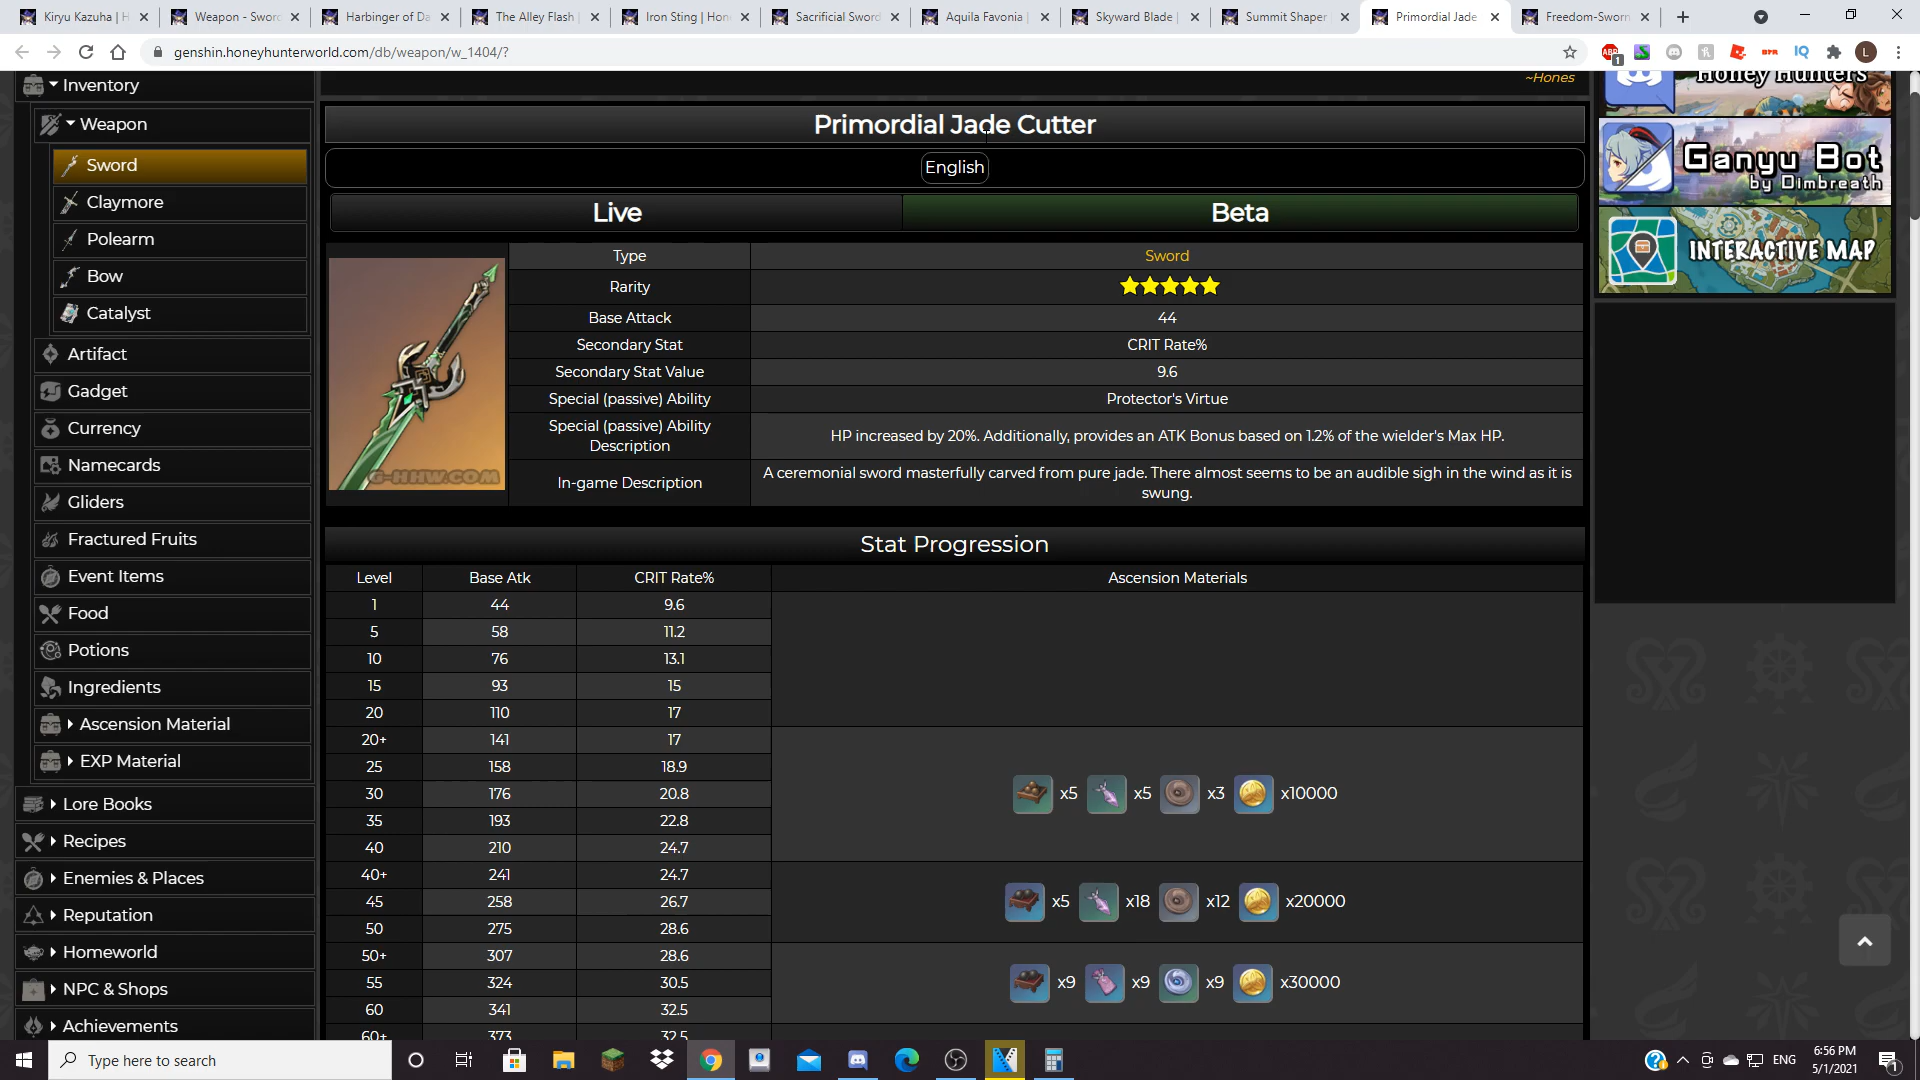 Kiryu Kazuha | H
Weapon - Sword
Harbinger of Da
The Alley Flash |
Iron Sting | Hon
Sacrificial Sword
Aquila Favonia |
Skyward Blade |
Summit Shaper
Primordial Jade
Freedom-Sworn
genshin.honeyhunterworld.com/db/weapon/w_1404/?
ABP
1
IQ
L
Inventory
Weapon
Sword
Claymore
Polearm
Bow
Catalyst
Artifact
Gadget
Currency
Namecards
Gliders
Fractured Fruits
Event Items
Food
Potions
Ingredients
Ascension Material
EXP Material
Lore Books
Recipes
Enemies & Places
Reputation
Homeworld
NPC & Shops
Achievements
~Hones
Primordial Jade Cutter
English
Live Beta
G-HHW.COM
Type Sword
Rarity
Base Attack 44
Secondary Stat CRIT Rate%
Secondary Stat Value 9.6
Special (passive) Ability Protector's Virtue
Special (passive) Ability
Description
HP increased by 20%. Additionally, provides an ATK Bonus based on 1.2% of the wielder's Max HP.
In-game Description
A ceremonial sword masterfully carved from pure jade. There almost seems to be an audible sigh in the wind as it is
swung.
Stat Progression
Level Base Atk CRIT Rate% Ascension Materials
1 44 9.6
5 58 11.2
10 76 13.1
15 93 15
20 110 17
20+ 141 17
25 158 18.9
30 176 20.8
x5 x5 x3 x10000
35 193 22.8
40 210 24.7
40+ 241 24.7
45 258 26.7
x5 x18 x12 x20000
50 275 28.6
50+ 307 28.6
55 324 30.5
x9 x9 x9 x30000
60 341 32.5
60+ 373 32.5
Honey Hunters
Ganyu Bot
by Dimbreath
INTERACTIVE MAP
Type here to search
ENG
6:56 PM
5/1/2021
1